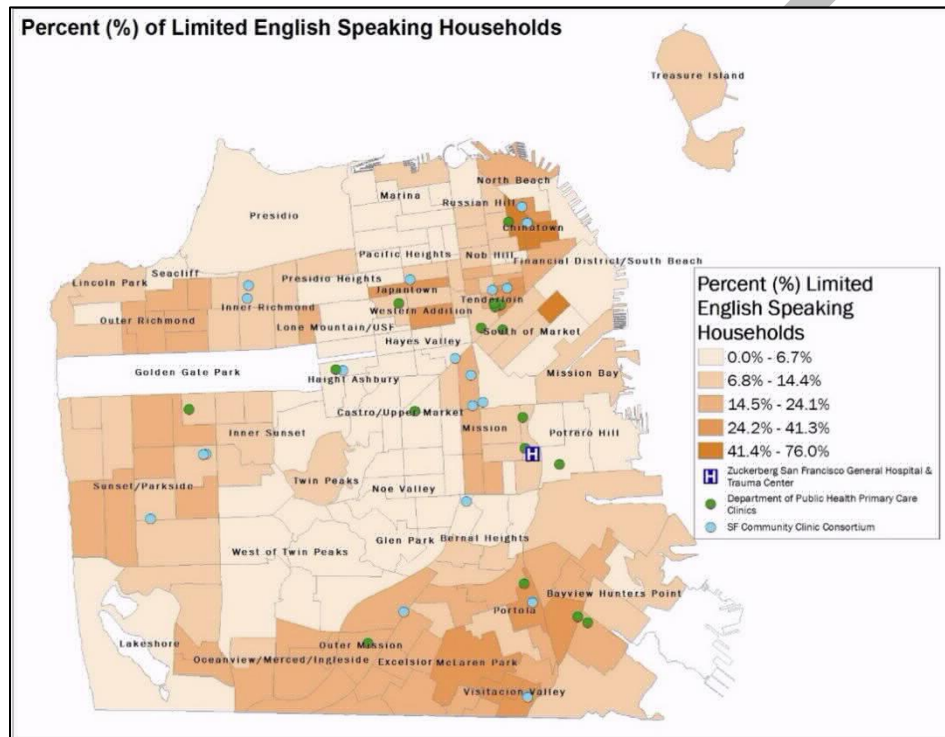 Percent (%) of Limited English Speaking Households
Treasure Island
North Beach
Marina
Russian Hill
Presidio
Chinatown
Pacific Heights
Nob Hill
Financial District/South Beach
Seacliff
Lincoln Park
Presidio Heights
Japantown
Inner Richmond
Tenderloin
Western Addition
Outer Richmond
Lone Mountain/USF
South of Market
Hayes Valley
Golden Gate Park
Mission Bay
Haight Ashbury
Castro/Upper Market
Inner Sunset
Mission
Potrero Hill
Twin Peaks
Sunset/Parkside
Noe Valley
Glen Park
Bernal Heights
West of Twin Peaks
Bayview Hunters Point
Portola
Lakeshore
Outer Mission
Oceanview/Merced/Ingleside
Excelsior
McLaren Park
Visitacion Valley
Percent (%) Limited
English Speaking
Households
0.0% - 6.7%
6.8% - 14.4%
14.5% - 24.1%
24.2% - 41.3%
41.4% - 76.0%
H
Zuckerberg San Francisco General Hospital &
Trauma Center
Department of Public Health Primary Care
Clinics
SF Community Clinic Consortium
H